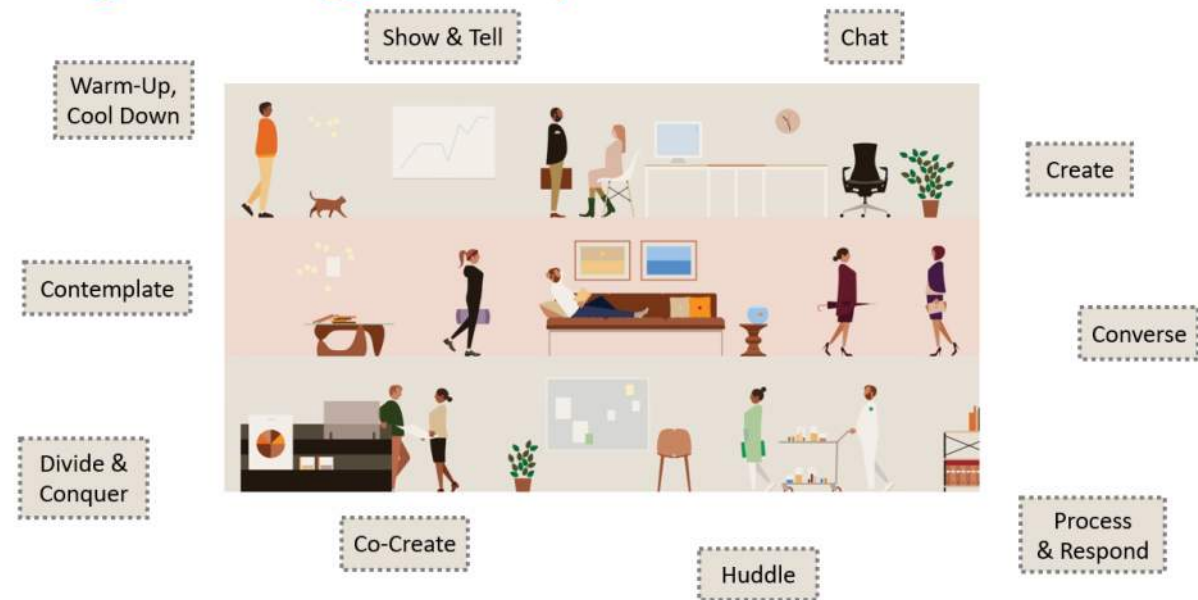 Show & Tell
Chat
Warm-Up,
Cool Down
Create
Contemplate
Converse
Divide &
Conquer
Co-Create
Process
& Respond
Huddle